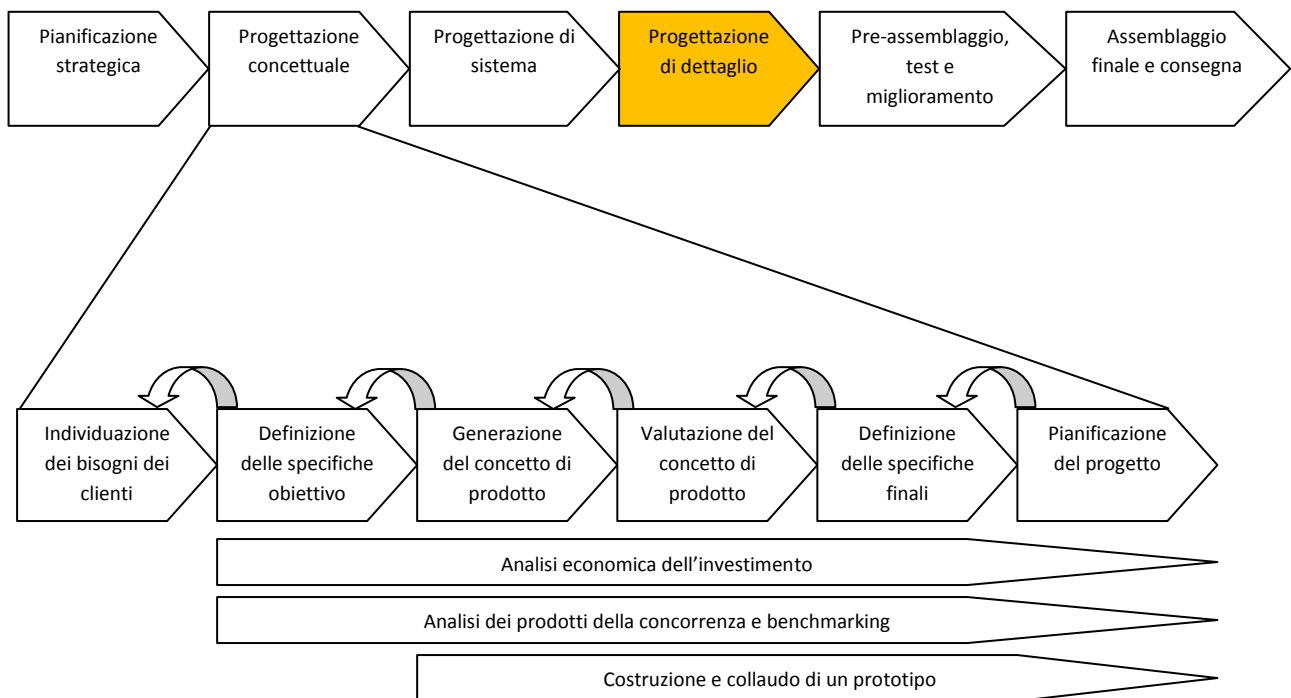 Pianificazione
strategica
Progettazione
concettuale
Progettazione di
sistema
Progettazione
di dettaglio
Pre-assemblaggio,
test e
miglioramento
Assemblaggio
finale e consegna
Individuazione
dei bisogni dei
clienti
Definizione
delle specifiche
obiettivo
Generazione
del concetto di
prodotto
Valutazione del
concetto di
prodotto
Definizione
delle specifiche
finali
Pianificazione
del progetto
Analisi economica dell’investimento
Analisi dei prodotti della concorrenza e benchmarking
Costruzione e collaudo di un prototipo